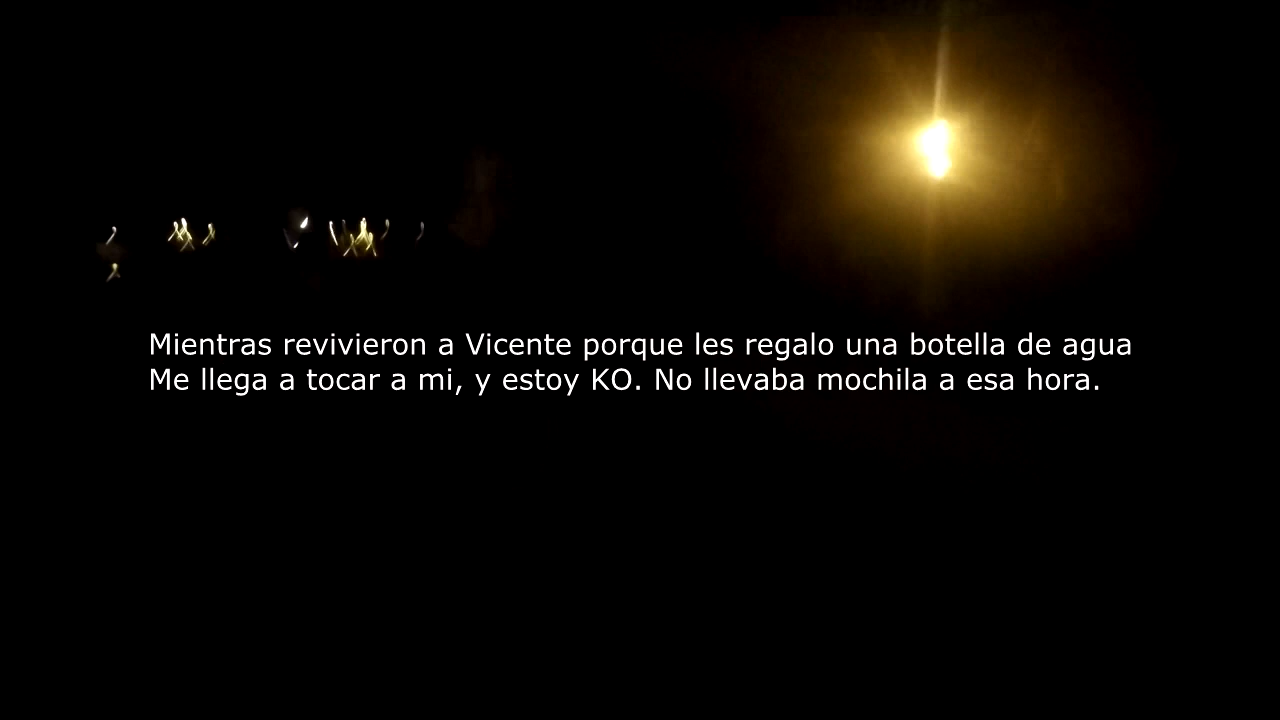 Mientras revivieron a Vicente porque les regalo una botella de agua
Me llega a tocar a mi, y estoy KO. No llevaba mochila a esa hora.